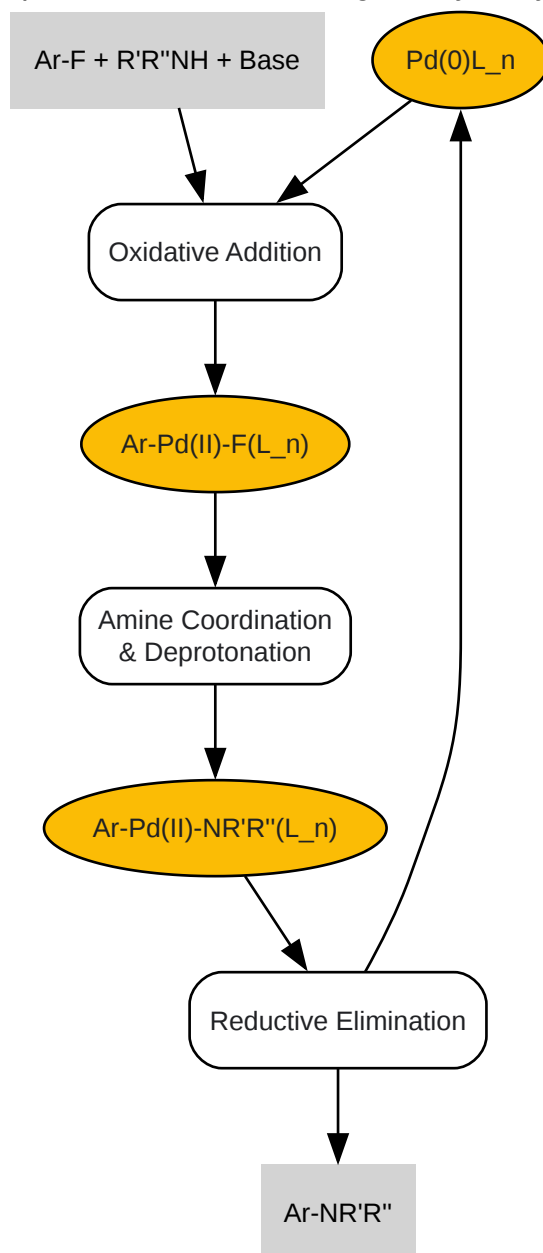 Ar-F + R'R''NH + Base
Pd(0)L_n
Oxidative Addition
Ar-Pd(II)-F(L_n)
Amine Coordination
& Deprotonation
Ar-Pd(II)-NR'R''(L_n)
Reductive Elimination
Ar-NR'R''